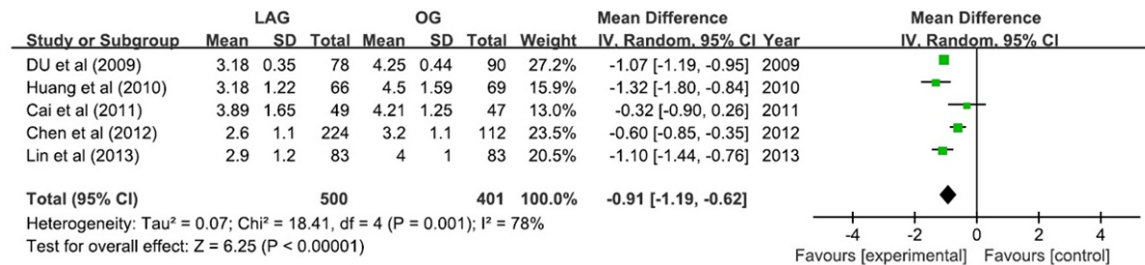 LAG OG Mean Difference Mean Difference
Study or Subgroup Mean SD Total Mean SD Total Weight IV, Random, 95% CI Year IV, Random, 95% CI
DU et al (2009) 3.18 0.35 78 4.25 0.44 90 27.2% -1.07 [-1.19, -0.95] 2009
Huang et al (2010) 3.18 1.22 66 4.5 1.59 69 15.9% -1.32 [-1.80, -0.84] 2010
Cai et al (2011) 3.89 1.65 49 4.21 1.25 47 13.0% -0.32 [-0.90, 0.26] 2011
Chen et al (2012) 2.6 1.1 224 3.2 1.1 112 23.5% -0.60 [-0.85, -0.35] 2012
Lin et al (2013) 2.9 1.2 83 4 1 83 20.5% -1.10 [-1.44, -0.76] 2013
Total (95% CI) 500 401 100.0% -0.91 [-1.19, -0.62]
Heterogeneity: Tau² = 0.07; Chi² = 18.41, df = 4 (P = 0.001); I² = 78%
Test for overall effect: Z = 6.25 (P < 0.00001)
-4 -2 0 2 4
Favours [experimental] Favours [control]